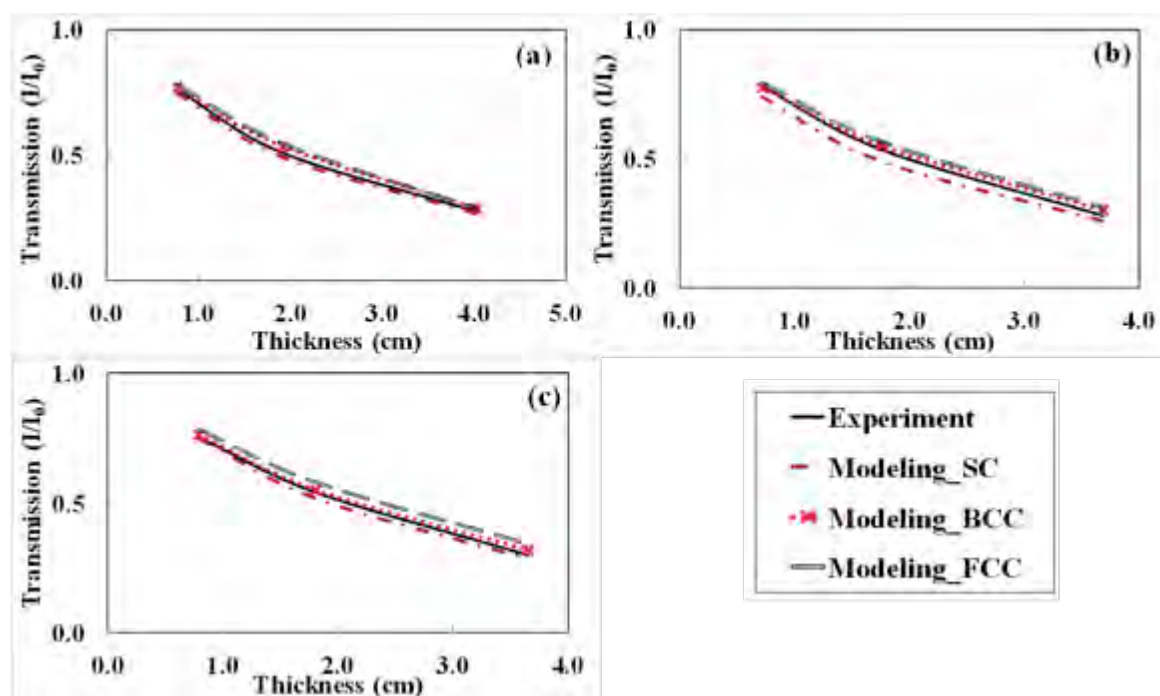 1.0
(a)
Transmission (I/I₀)
0.5
0.0
0.0 1.0 2.0 3.0 4.0 5.0
Thickness (cm)
1.0
(b)
Transmission (I/I₀)
0.5
0.0
0.0 1.0 2.0 3.0 4.0
Thickness (cm)
1.0
(c)
Transmission (I/I₀)
0.5
0.0
0.0 1.0 2.0 3.0 4.0
Thickness (cm)
Experiment
Modeling_SC
Modeling_BCC
Modeling_FCC